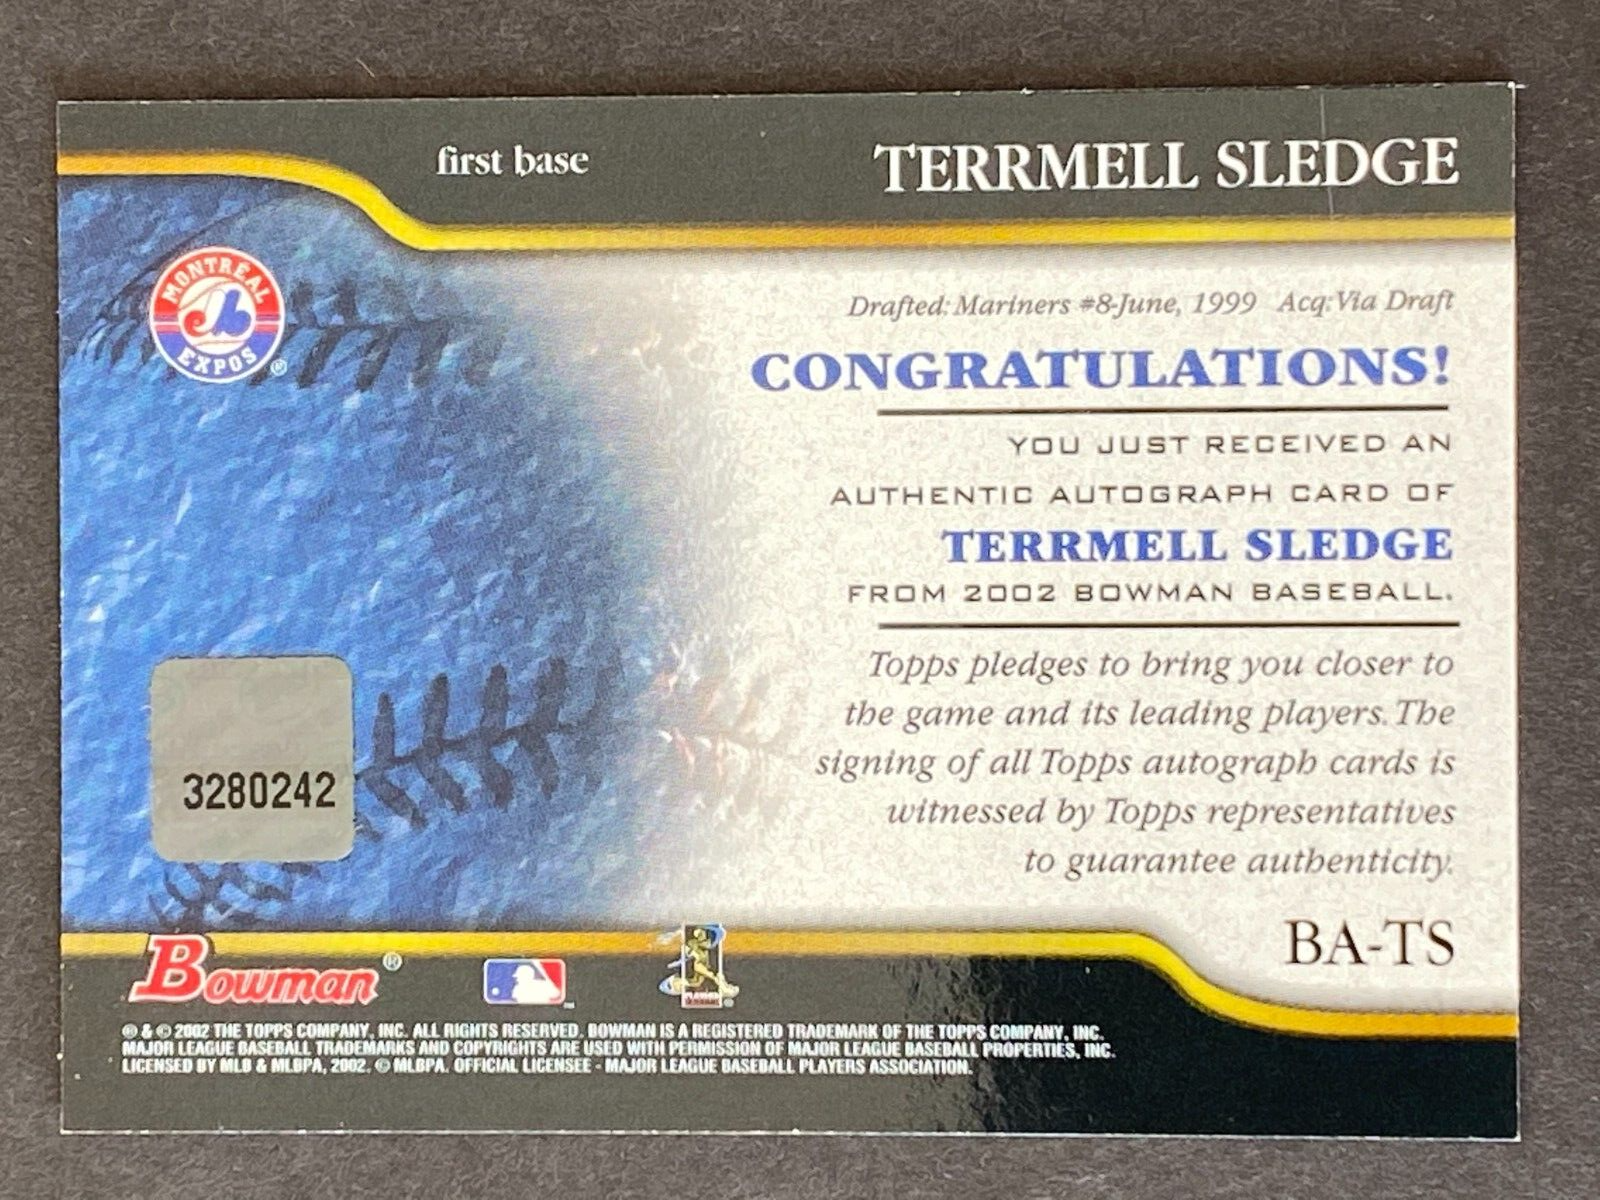 first base
TERRMELL SLEDGE
MONTRÉAL
EXPOS®
Drafted: Mariners #8-June, 1999 Acq: Via Draft
CONGRATULATIONS!
YOU JUST RECEIVED AN
AUTHENTIC AUTOGRAPH CARD OF
TERRMELL SLEDGE
FROM 2002 BOWMAN BASEBALL.
Topps pledges to bring you closer to
the game and its leading players. The
signing of all Topps autograph cards is
witnessed by Topps representatives
to guarantee authenticity.
3280242
BA-TS
Bowman®
® & © 2002 THE TOPPS COMPANY, INC. ALL RIGHTS RESERVED. BOWMAN IS A REGISTERED TRADEMARK OF THE TOPPS COMPANY, INC.
MAJOR LEAGUE BASEBALL TRADEMARKS AND COPYRIGHTS ARE USED WITH PERMISSION OF MAJOR LEAGUE BASEBALL PROPERTIES, INC.
LICENSED BY MLB & MLBPA, 2002. © MLBPA. OFFICIAL LICENSEE - MAJOR LEAGUE BASEBALL PLAYERS ASSOCIATION.